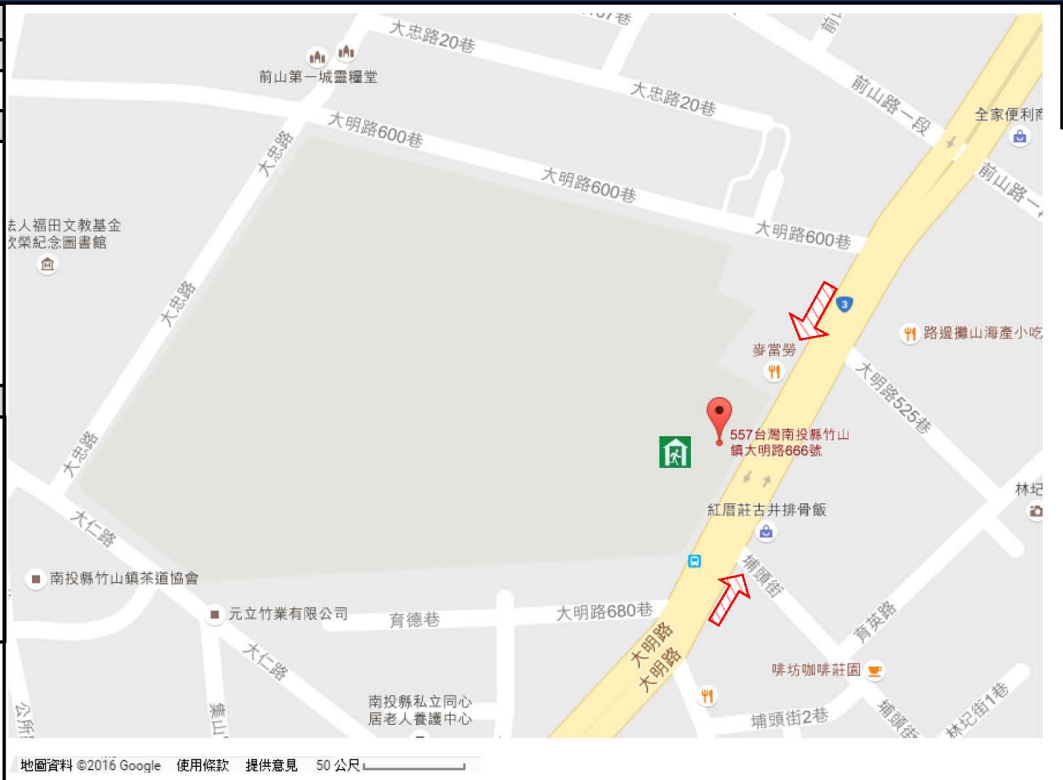 大忠路20巷
前山第一城靈糧堂
大忠路20巷
前山路一段
全家便利商
大明路600巷
大忠路
大明路600巷
前山路一
法人福田文教基金
欠榮紀念圖書館
大明路600巷
大忠路
3
路邊攤山海產小吃
麥當勞
大明路525巷
557台灣南投縣竹山
鎮大明路666號
大忠路
林圮
紅厝莊古井排骨飯
大仁路
南投縣竹山鎮茶道協會
埔頭街
元立竹業有限公司
育德巷
大明路680巷
育英路
大明路
大明路
大仁路
啡坊咖啡莊園
南投縣私立同心
居老人養護中心
集山
公所
埔頭街2巷
埔頭街
林圮街1巷
地圖資料 ©2016 Google 使用條款 提供意見 50 公尺